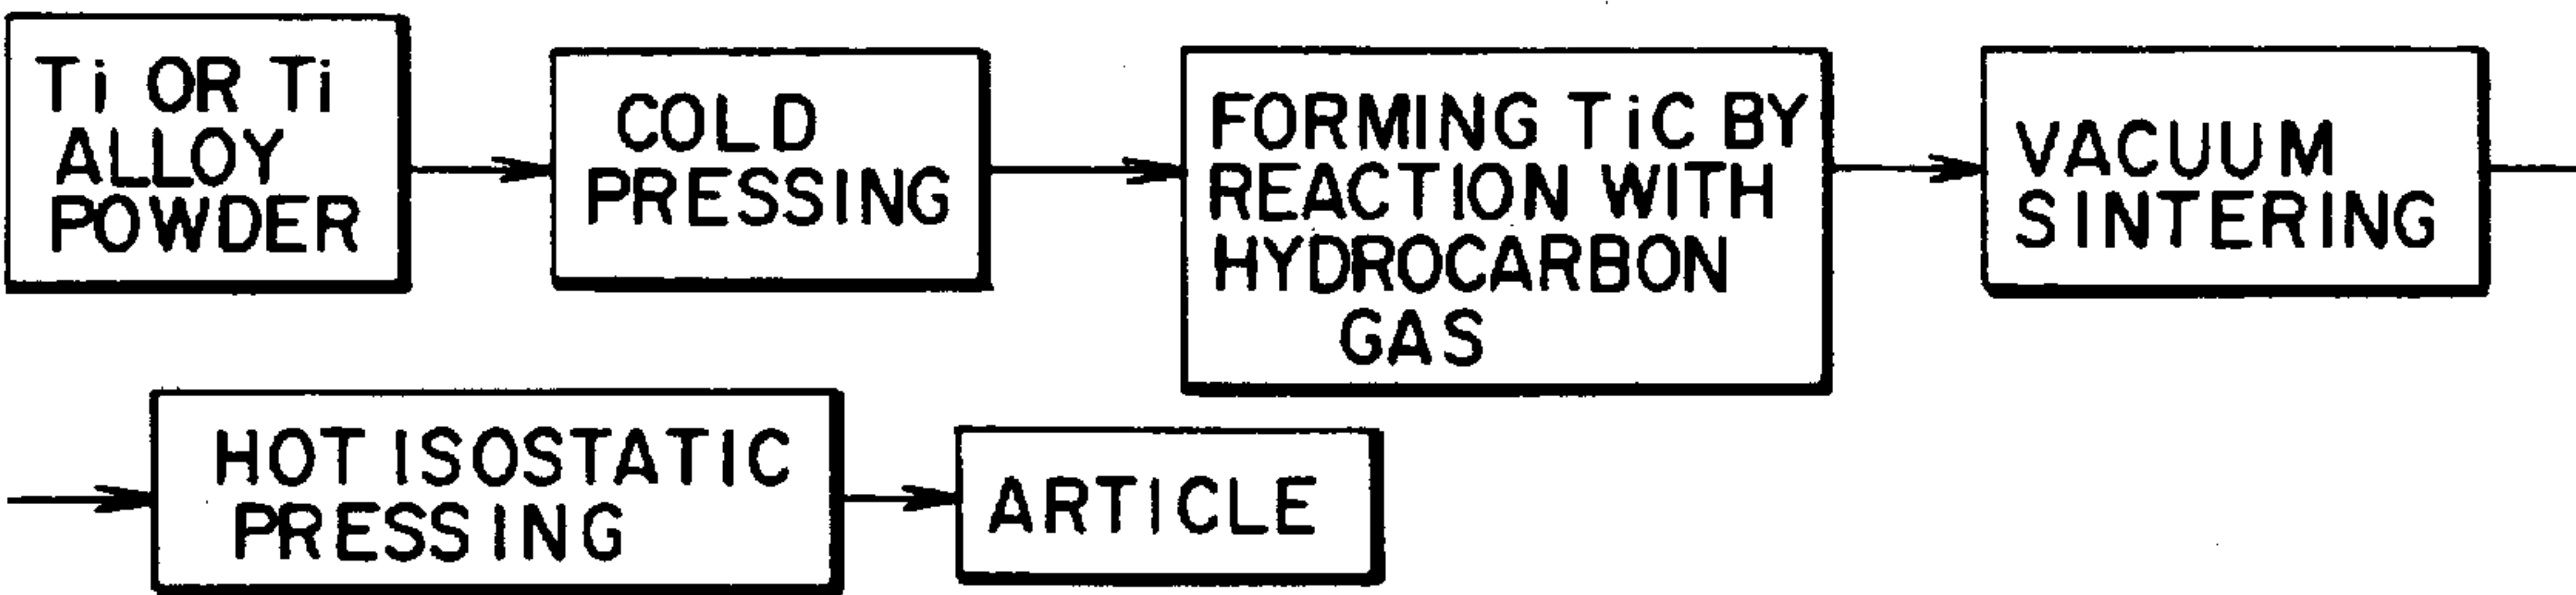 Ti OR Ti
ALLOY
POWDER
COLD
PRESSING
FORMING TiC BY
REACTION WITH
HYDROCARBON
GAS
VACUUM
SINTERING
HOT ISOSTATIC
PRESSING
ARTICLE